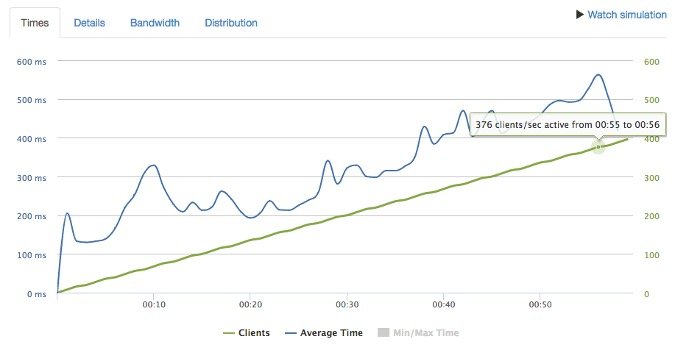 Times Details Bandwidth Distribution ▶ Watch simulation
600 ms 600
500 ms 500
376 clients/sec active from 00:55 to 00:56
400 ms 400
300 ms 300
200 ms 200
100 ms 100
0 ms 0
00:10 00:20 00:30 00:40 00:50
Clients Average Time Min/Max Time